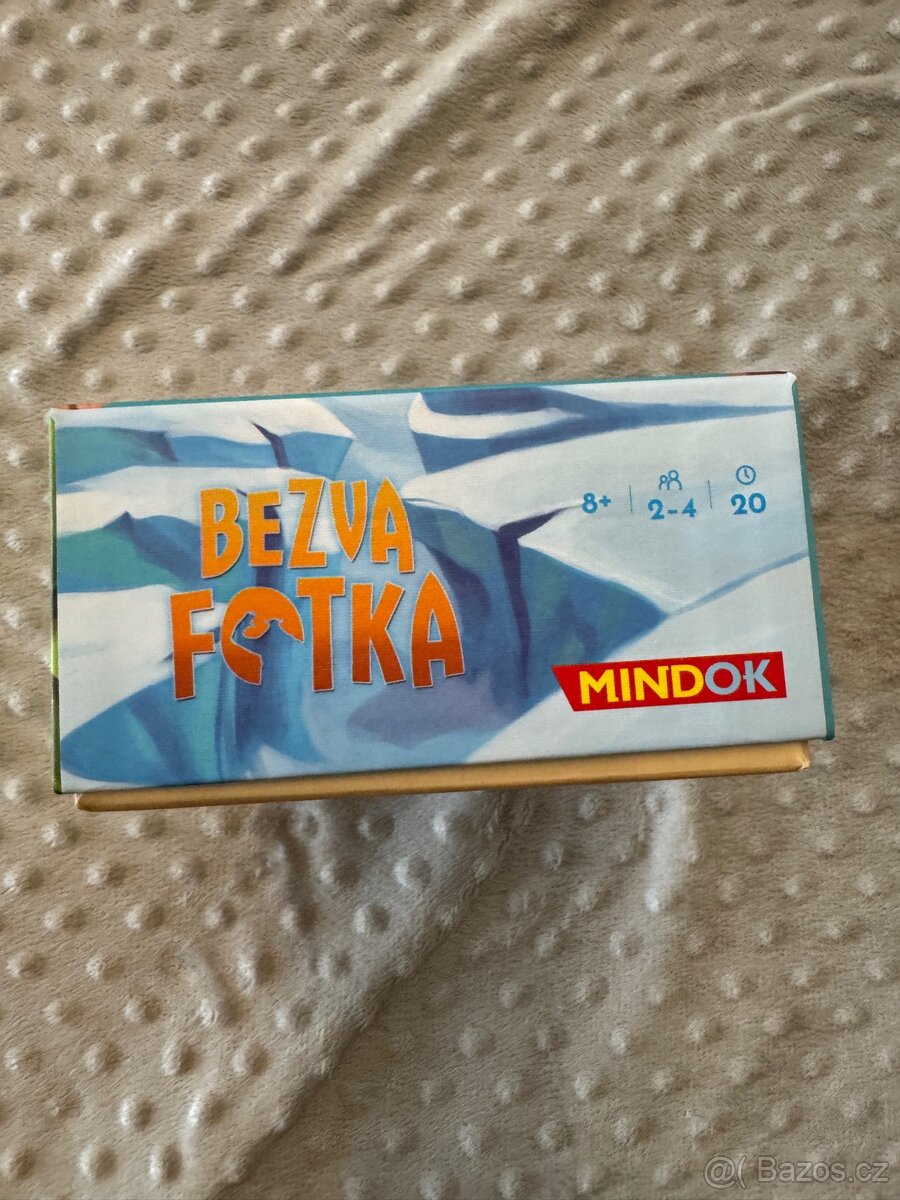 BEZVA
FOTKA
8+
2-4
20
MINDOK
@( Bazos.cz